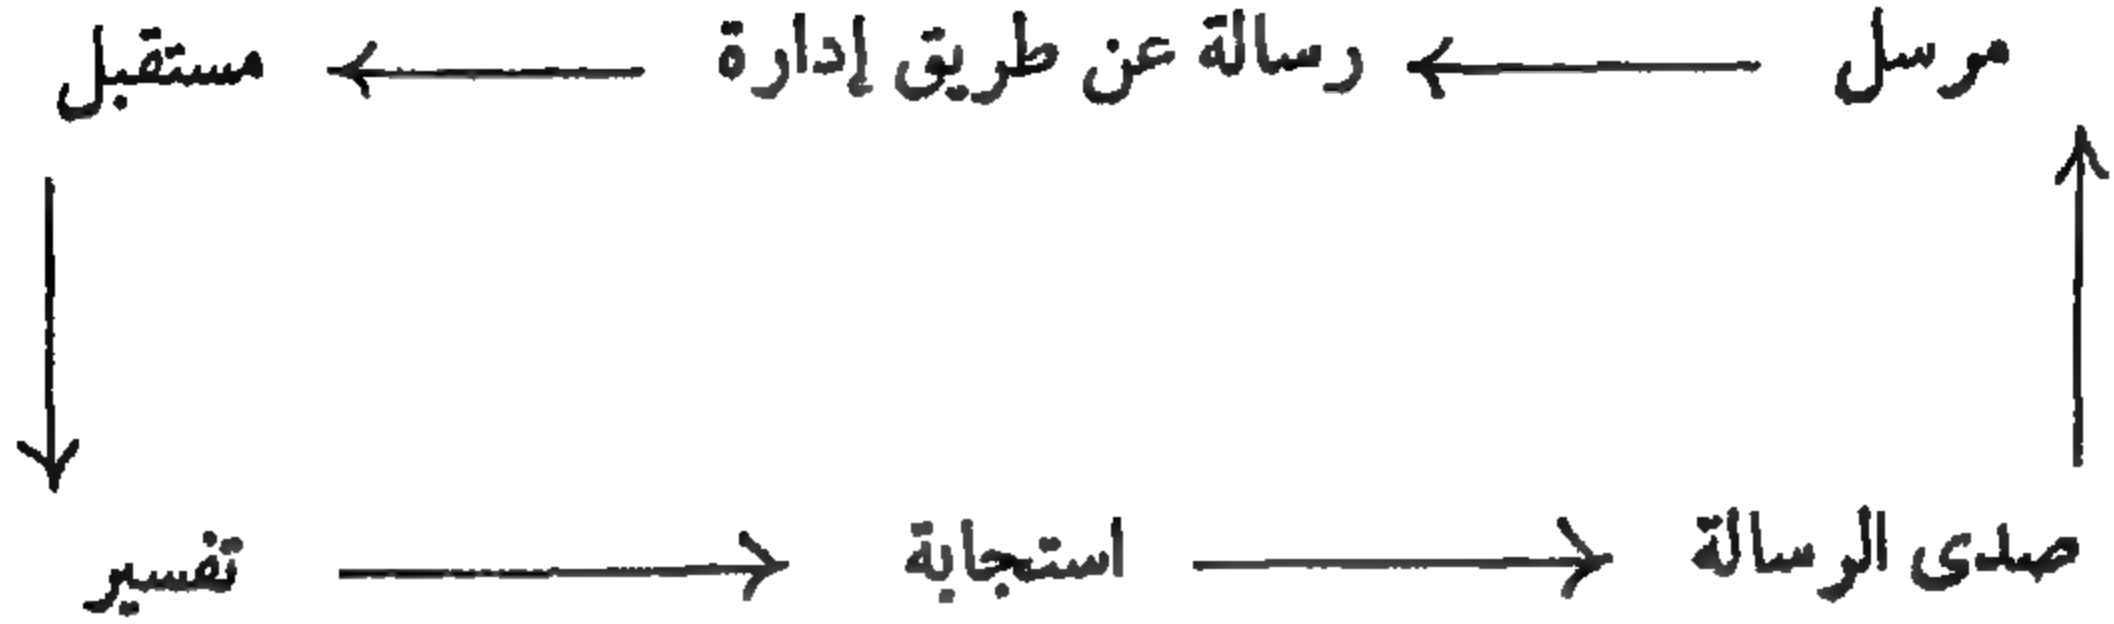 مرسل رسالة عن طريق إدارة مستقبل
تفسير استجابة صدى الرسالة